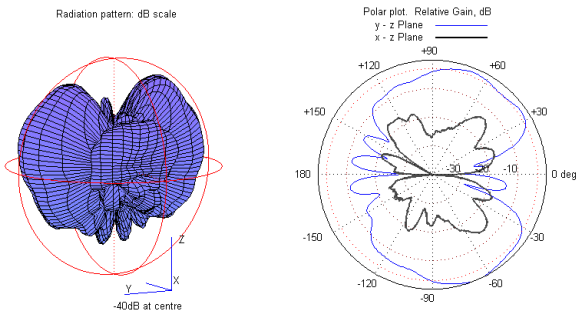 Radiation pattern: dB scale
Z
X
Y
-40dB at centre
Polar plot. Relative Gain, dB
y - z Plane
x - z Plane
+90
+120
+60
+150
+30
180
-30
-20
-10
0 deg
-150
-30
-120
-60
-90